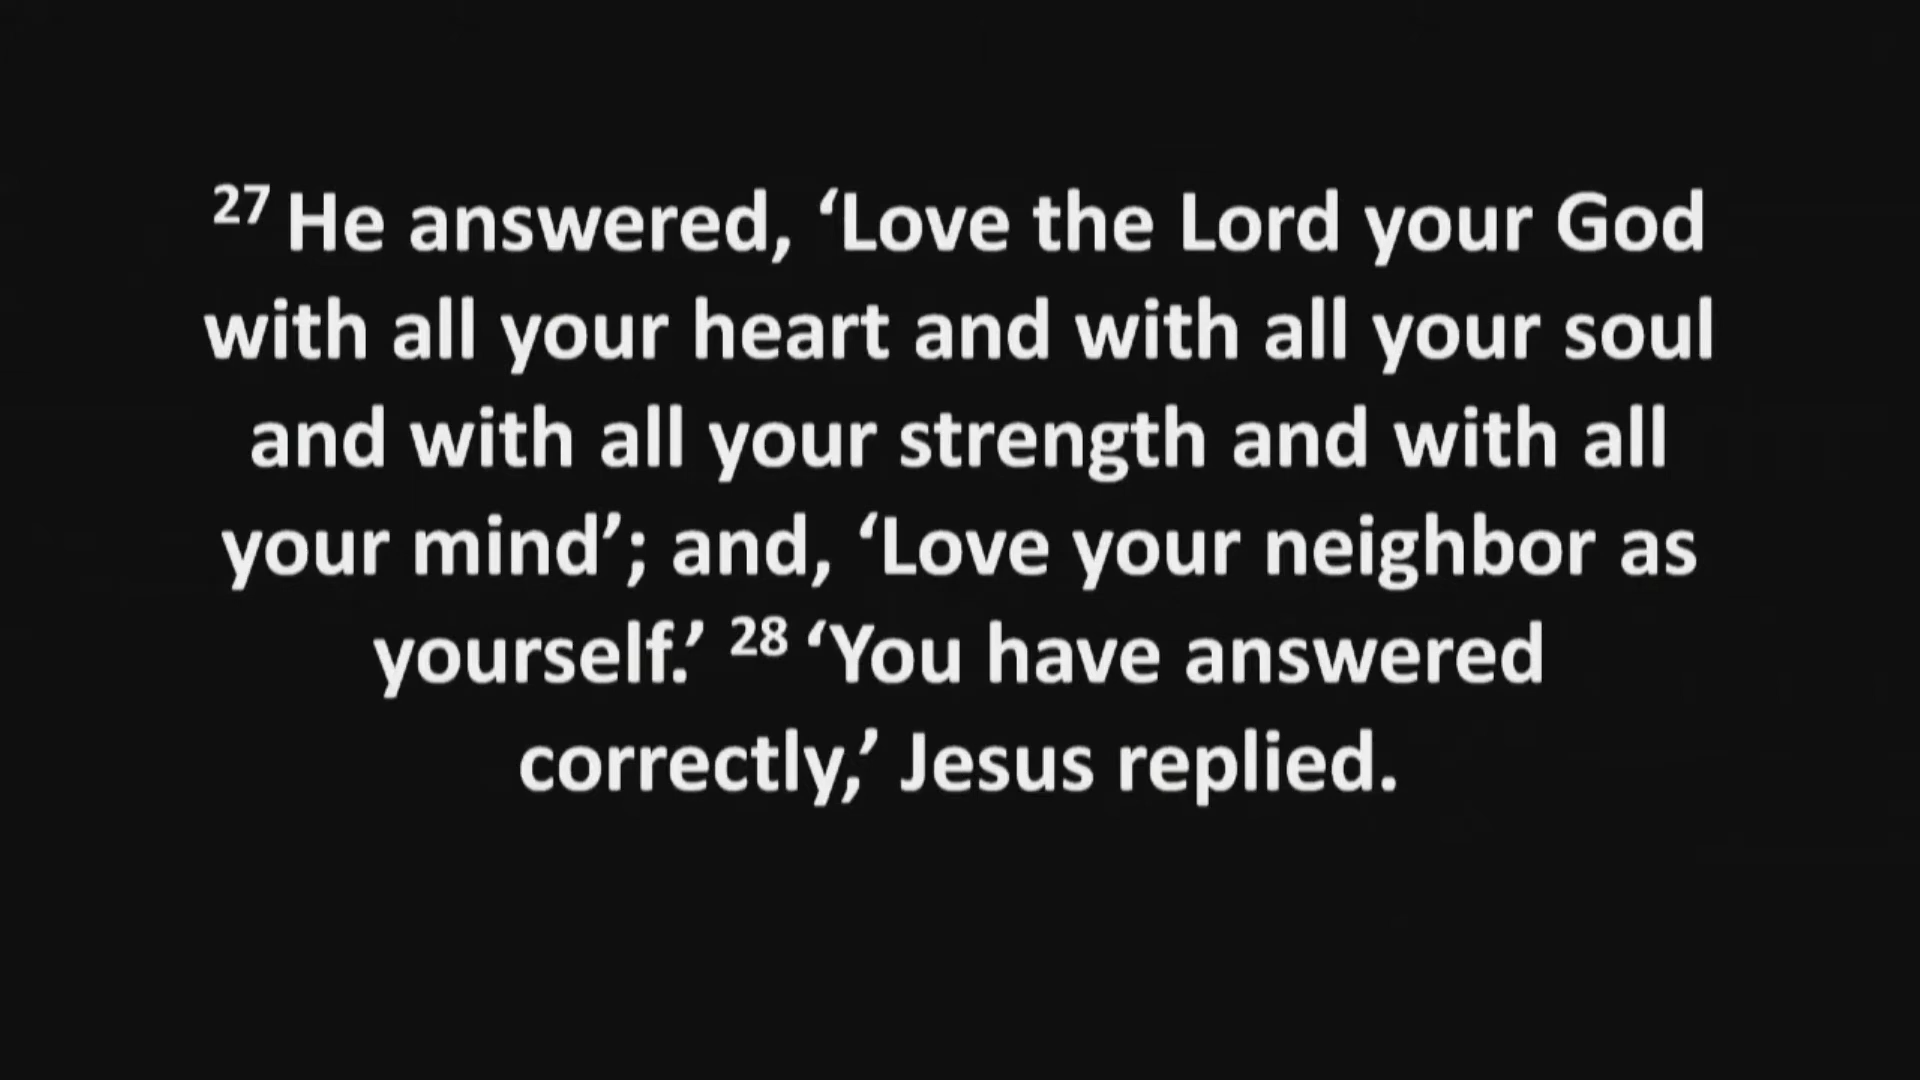 27 He answered, ‘Love the Lord your God
with all your heart and with all your soul
and with all your strength and with all
your mind’; and, ‘Love your neighbor as
yourself.’ 28 ‘You have answered
correctly,’ Jesus replied.